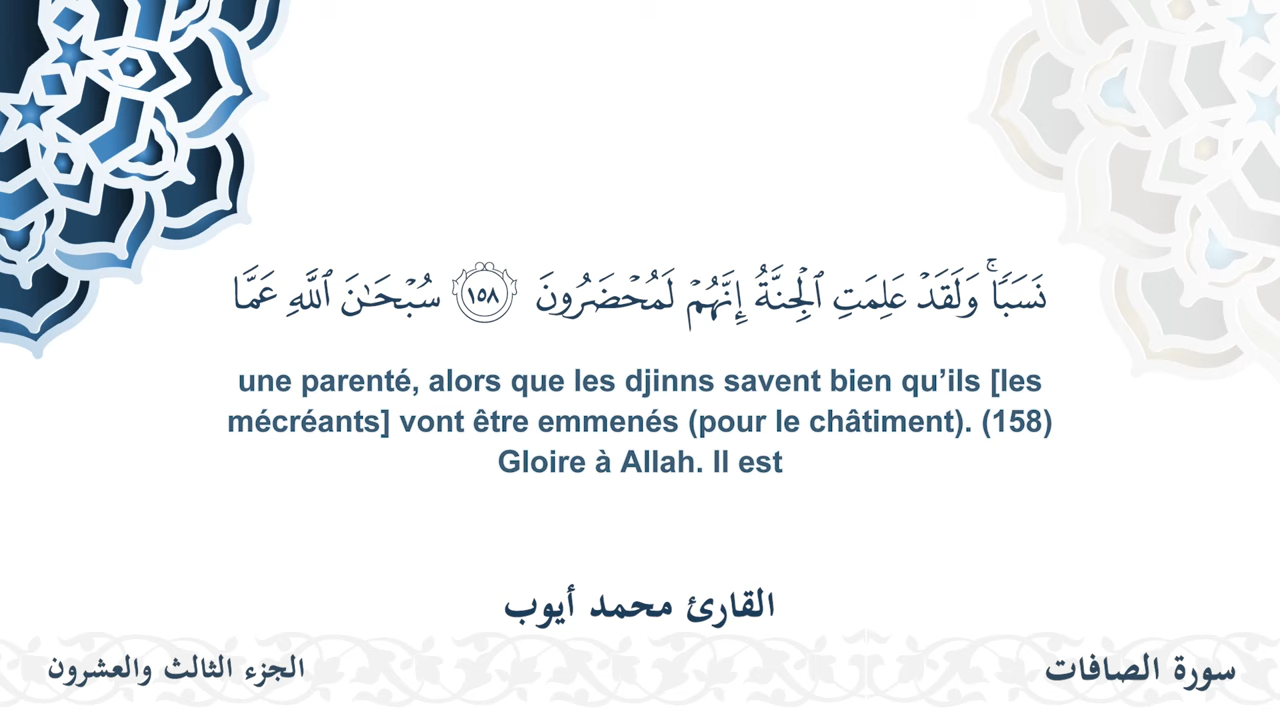 نَسَبٗاۚ وَلَقَدۡ عَلِمَتِ ٱلۡجِنَّةُ إِنَّهُمۡ لَمُحۡضَرُونَ ١٥٨ سُبۡحَٰنَ ٱللَّهِ عَمَّا
une parenté, alors que les djinns savent bien qu’ils [les
mécréants] vont être emmenés (pour le châtiment). (158)
Gloire à Allah. Il est
القارئ محمد أيوب
سورة الصافات
الجزء الثالث والعشرون